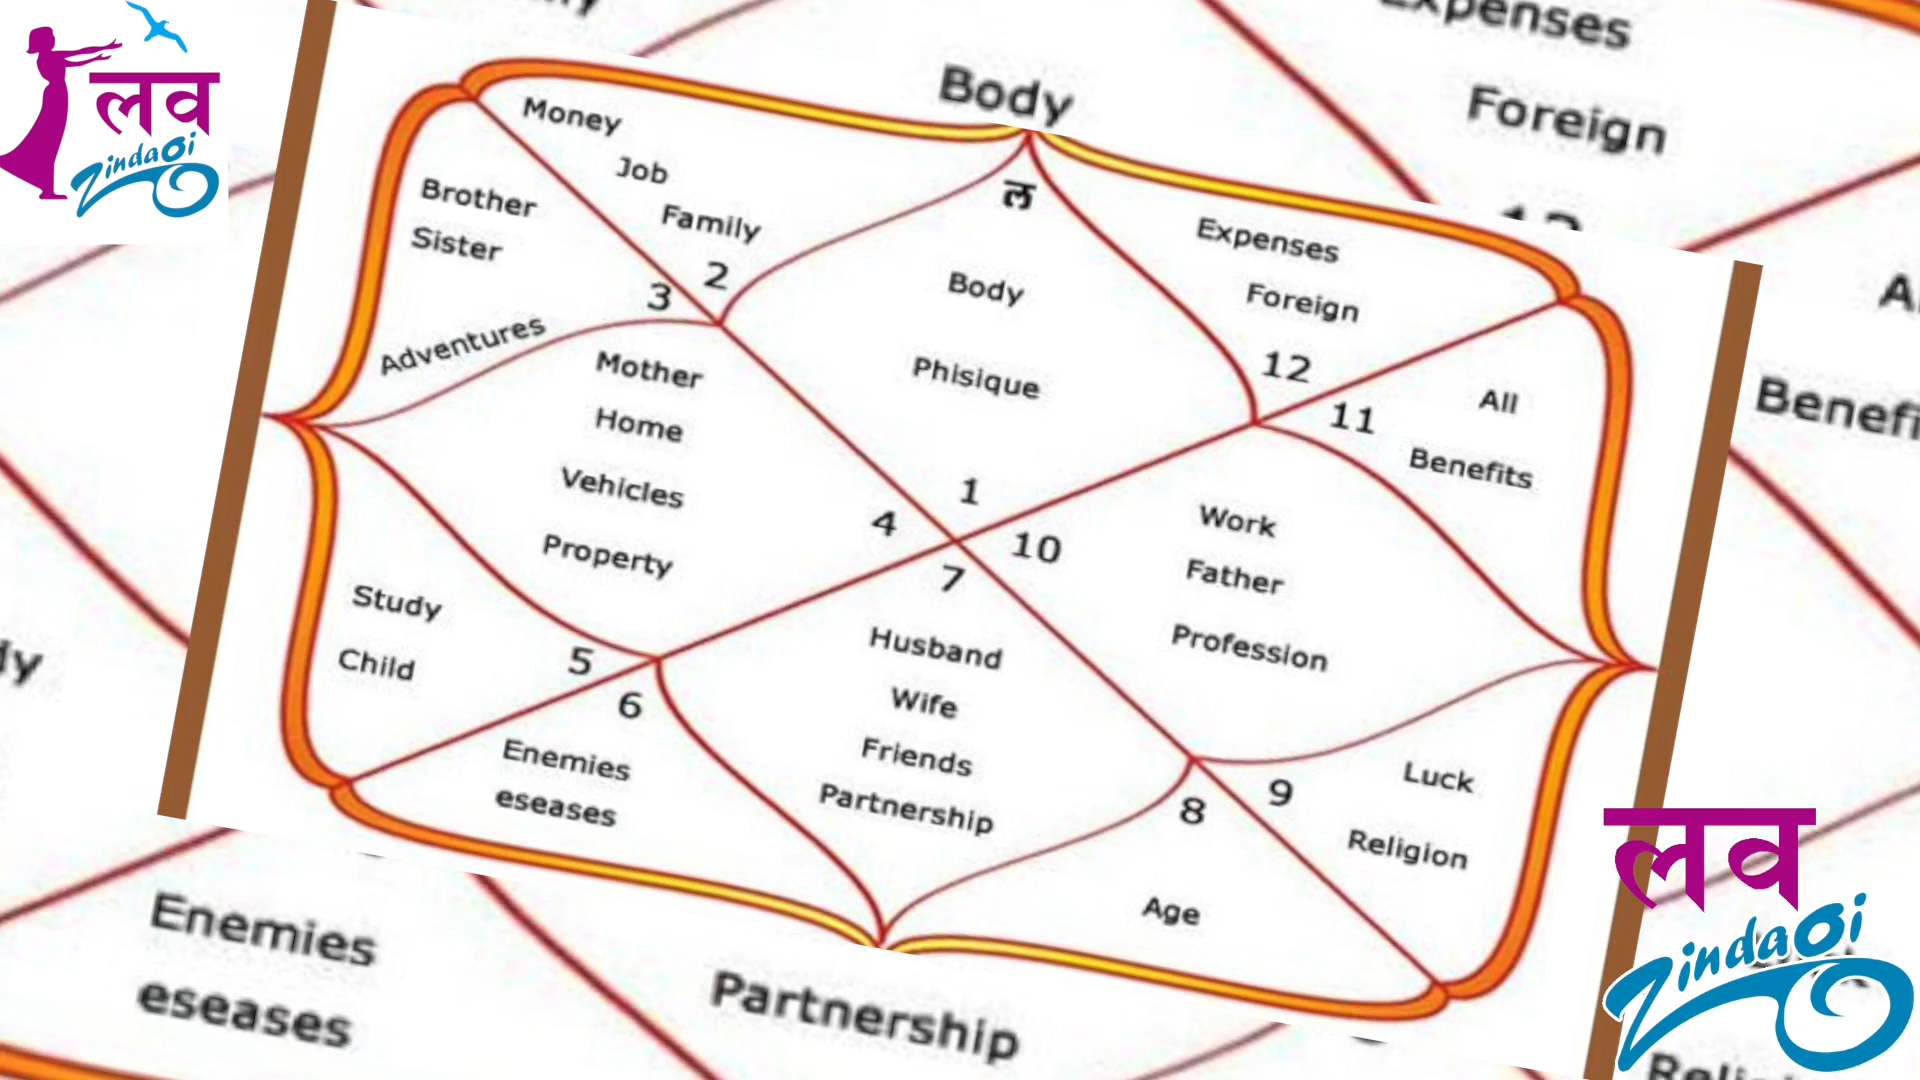 लव
Zindagi
Body
Expenses
Foreign
12
Benefi
Money
Job
Family
2
Brother
Sister
3
Adventures
ल
Body
Phisique
1
Expenses
Foreign
12
11
All
Benefits
Mother
Home
Vehicles
Property
4
10
Work
Father
Profession
7
Husband
Wife
Friends
Partnership
Study
Child
5
6
Enemies
eseases
8
Age
9
Luck
Religion
Enemies
eseases
Partnership
लव
Zindagi